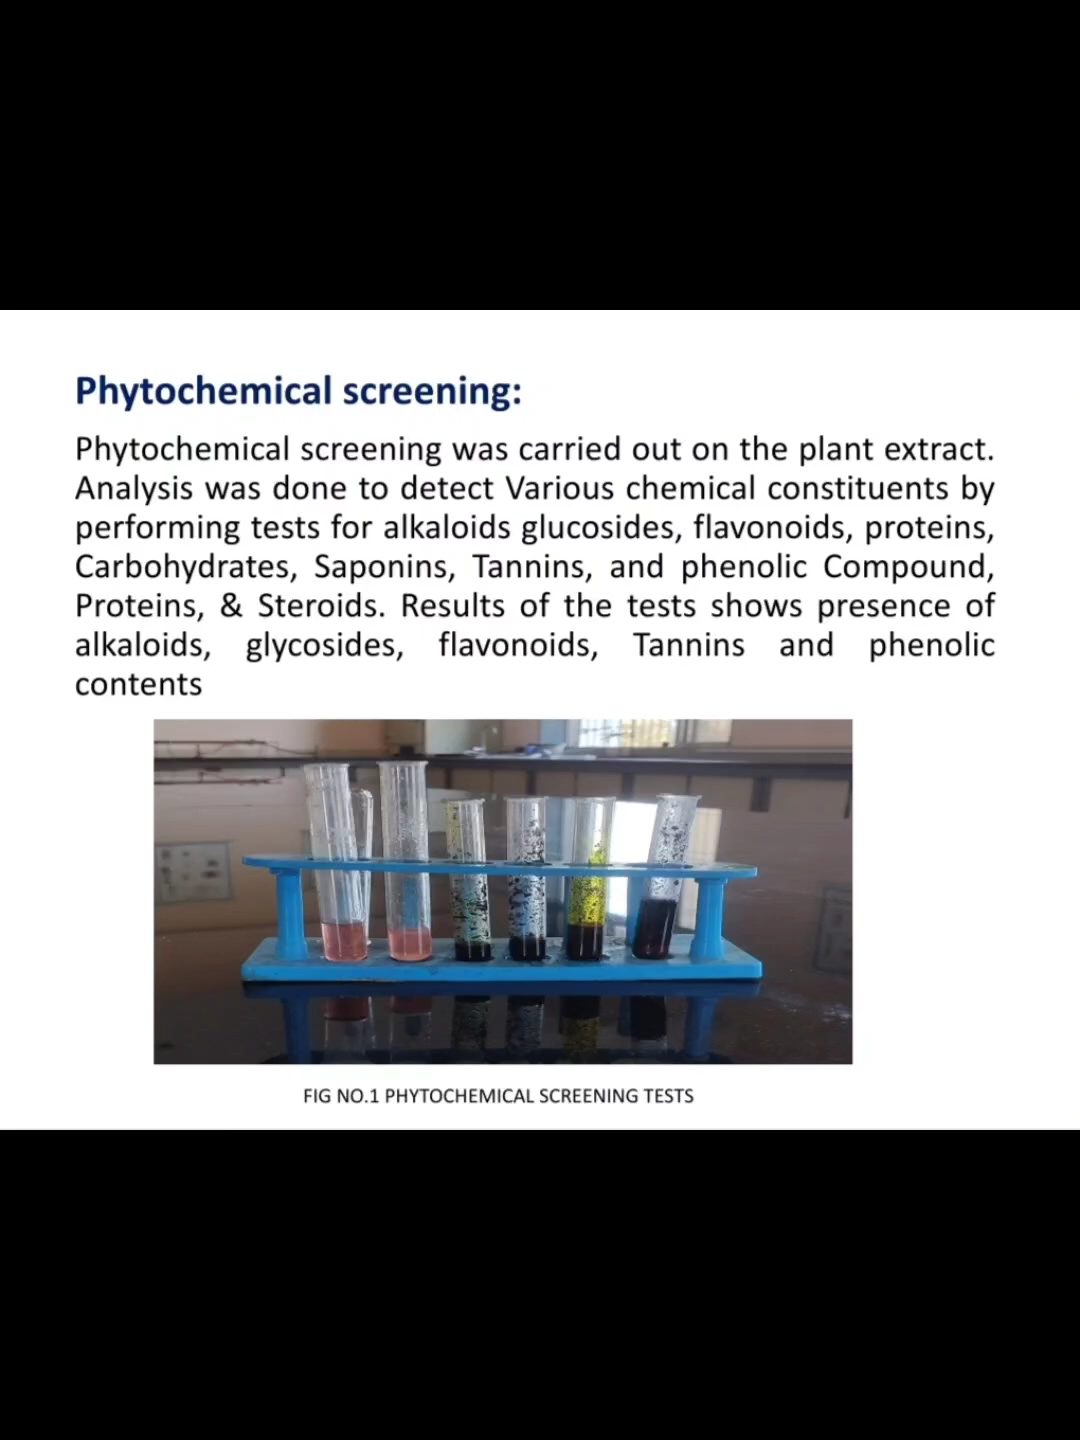 Phytochemical screening:
Phytochemical screening was carried out on the plant extract.
Analysis was done to detect Various chemical constituents by
performing tests for alkaloids glucosides, flavonoids, proteins,
Carbohydrates, Saponins, Tannins, and phenolic Compound,
Proteins, & Steroids. Results of the tests shows presence of
alkaloids, glycosides, flavonoids, Tannins and phenolic
contents
FIG NO.1 PHYTOCHEMICAL SCREENING TESTS